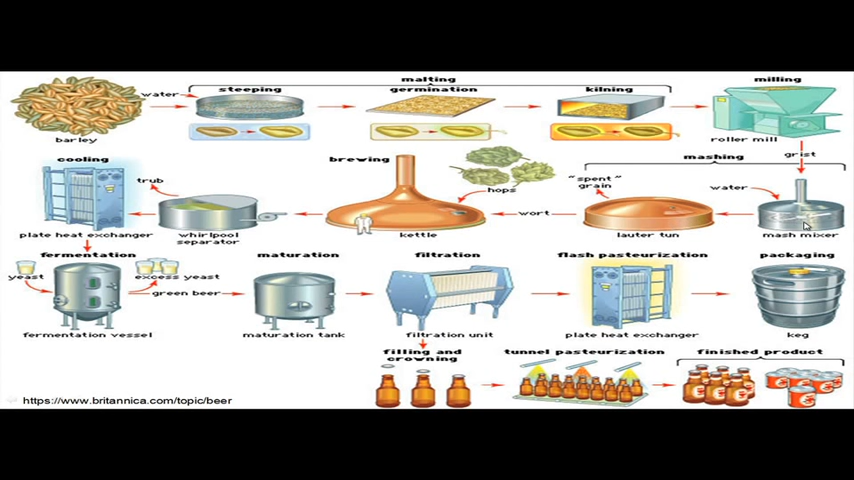 malting
milling
steeping
germination
kilning
water
barley
roller mill
grist
cooling
brewing
mashing
trub
hops
"spent"
grain
water
wort
plate heat exchanger
whirlpool
separator
kettle
lauter tun
mash mixer
fermentation
maturation
filtration
flash pasteurization
packaging
yeast
excess yeast
green beer
fermentation vessel
maturation tank
filtration unit
plate heat exchanger
keg
filling and
crowning
tunnel pasteurization
finished product
https://www.britannica.com/topic/beer